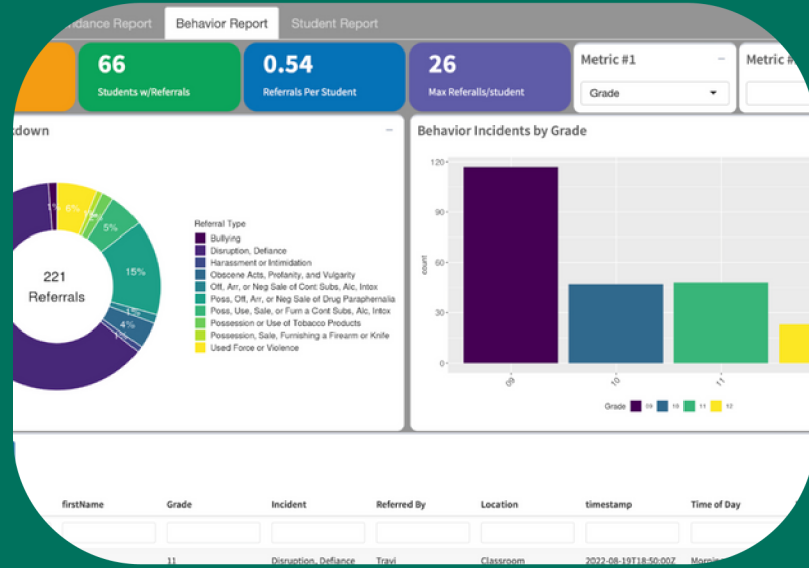 dance Report Behavior Report Student Report
66
Students w/Referrals
0.54
Referrals Per Student
26
Max Referalls/student
Metric #1
Grade
Metric #
kdown
Behavior Incidents by Grade
6%
5%
15%
1%
4%
1%
1%
221
Referrals
Referral Type
Bullying
Disruption, Defiance
Harassment or Intimidation
Obscene Acts, Profanity, and Vulgarity
Off, Arr, or Neg Sale of Cont Subs, Alc, Intox
Poss, Off, Arr, or Neg Sale of Drug Paraphernalia
Poss, Use, Sale, or Furn a Cont Subs, Alc, Intox
Possession or Use of Tobacco Products
Possession, Sale, Furnishing a Firearm or Knife
Used Force or Violence
120
90
60
30
0
count
09 10 11
Grade 09 10 11 12
firstName Grade Incident Referred By Location timestamp Time of Day
11 Disruption, Defiance Travi Classroom 2022-08-19T18:50:00Z Morning